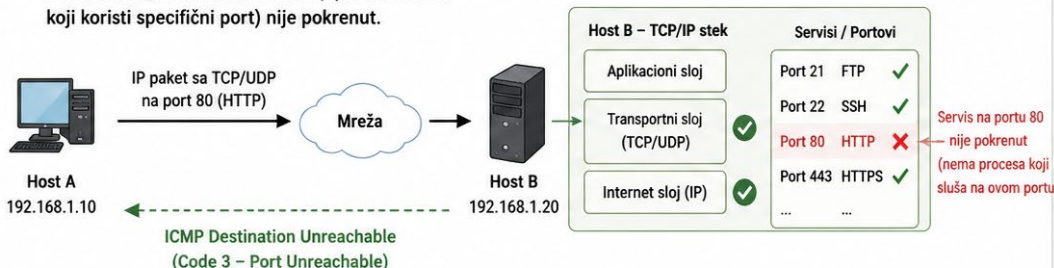 koji koristi specifični port) nije pokrenut.
IP paket sa TCP/UDP
na port 80 (HTTP)
Mreža
Host A
192.168.1.10
Host B
192.168.1.20
ICMP Destination Unreachable
(Code 3 – Port Unreachable)
Host B – TCP/IP stek
Aplikacioni sloj
Transportni sloj
(TCP/UDP)
Internet sloj (IP)
Servisi / Portovi
Port 21 FTP ✓
Port 22 SSH ✓
Port 80 HTTP ✗
Port 443 HTTPS ✓
... ...
Servis na portu 80
nije pokrenut
(nema procesa koji
sluša na ovom portu